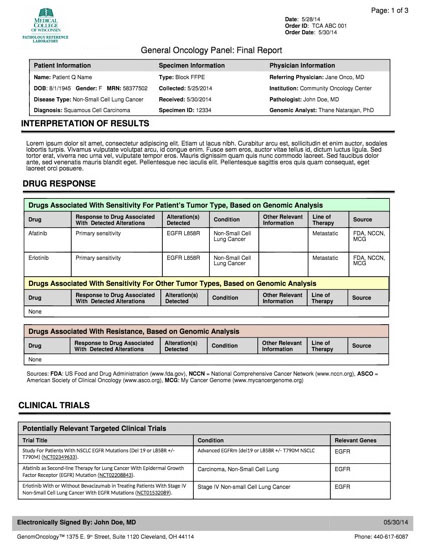 Page: 1 of 3
MEDICAL
COLLEGE
OF WISCONSIN
PATHOLOGY REFERENCE
LABORATORY
Date: 5/28/14
Order ID: TCA ABC 001
Order Date: 5/30/14
General Oncology Panel: Final Report
Patient Information Specimen Information Physician Information
Name: Patient Q Name Type: Block FFPE Referring Physician: Jane Onco, MD
DOB: 8/1/1945 Gender: F MRN: 58377502 Collected: 5/25/2014 Institution: Community Oncology Center
Disease Type: Non-Small Cell Lung Cancer Received: 5/30/2014 Pathologist: John Doe, MD
Diagnosis: Squamous Cell Carcinoma Specimen ID: 12334 Genomic Analyst: Thane Natarajan, PhD
INTERPRETATION OF RESULTS
Lorem ipsum dolor sit amet, consectetur adipiscing elit. Etiam ut lacus nibh. Curabitur arcu est, sollicitudin et enim auctor, sodales
lobortis turpis. Vivamus vulputate volutpat arcu, id congue enim. Fusce sem eros, auctor vitae tellus id, dictum luctus ligula. Sed
tortor erat, viverra nec urna vel, vulputate tempor eros. Mauris dignissim quam quis nunc commodo laoreet. Sed faucibus dolor
ante, sed venenatis mauris blandit eget. Pellentesque nec aliquam dolor. Pellentesque sagittis eros quis quam consequat, eget
laoreet orci posuere.
DRUG RESPONSE
Drugs Associated With Sensitivity For Patient's Tumor Type, Based on Genomic Analysis
Drug Response to Drug Associated With Detected Alterations Alteration(s) Detected Condition Other Relevant Information Line of Therapy Source
Afatinib Primary sensitivity EGFR L858R Non-Small Cell Lung Cancer Metastatic FDA, NCCN, MCG
Erlotinib Primary sensitivity EGFR L858R Non-Small Cell Lung Cancer Metastatic FDA, NCCN, MCG
Drugs Associated With Sensitivity For Other Tumor Types, Based on Genomic Analysis
Drug Response to Drug Associated With Detected Alterations Alteration(s) Detected Condition Other Relevant Information Line of Therapy Source
None
Drugs Associated With Resistance, Based on Genomic Analysis
Drug Response to Drug Associated With Detected Alterations Alteration(s) Detected Condition Other Relevant Information Line of Therapy Source
None
Sources: FDA: US Food and Drug Administration (www.fda.gov), NCCN = National Comprehensive Cancer Network (www.nccn.org), ASCO =
American Society of Clinical Oncology (www.asco.org), MCG: My Cancer Genome (www.mycancergenome.org)
CLINICAL TRIALS
Potentially Relevant Targeted Clinical Trials
Trial Title Condition Relevant Genes
Study For Patients With NSCLC EGFR Mutations (Del 19 or L858R +/- Advanced EGFRm (del19 or L858R +/- T790M NSCLC EGFR
T790M) (NCT02349633).
Afatinib as Second-line Therapy for Lung Cancer With Epidermal Growth Carcinoma, Non-Small Cell Lung EGFR
Factor Receptor (EGFR) Mutation (NCT02208843).
Erlotinib With or Without Bevacizumab in Treating Patients With Stage IV Stage IV Non-small Cell Lung Cancer EGFR
Non-Small Cell Lung Cancer With EGFR Mutations (NCT01532089).
Electronically Signed By: John Doe, MD 05/30/14
GenomOncology™ 1375 E. 9th Street, Suite 1120 Cleveland, OH 44114 Phone: 440-617-6087